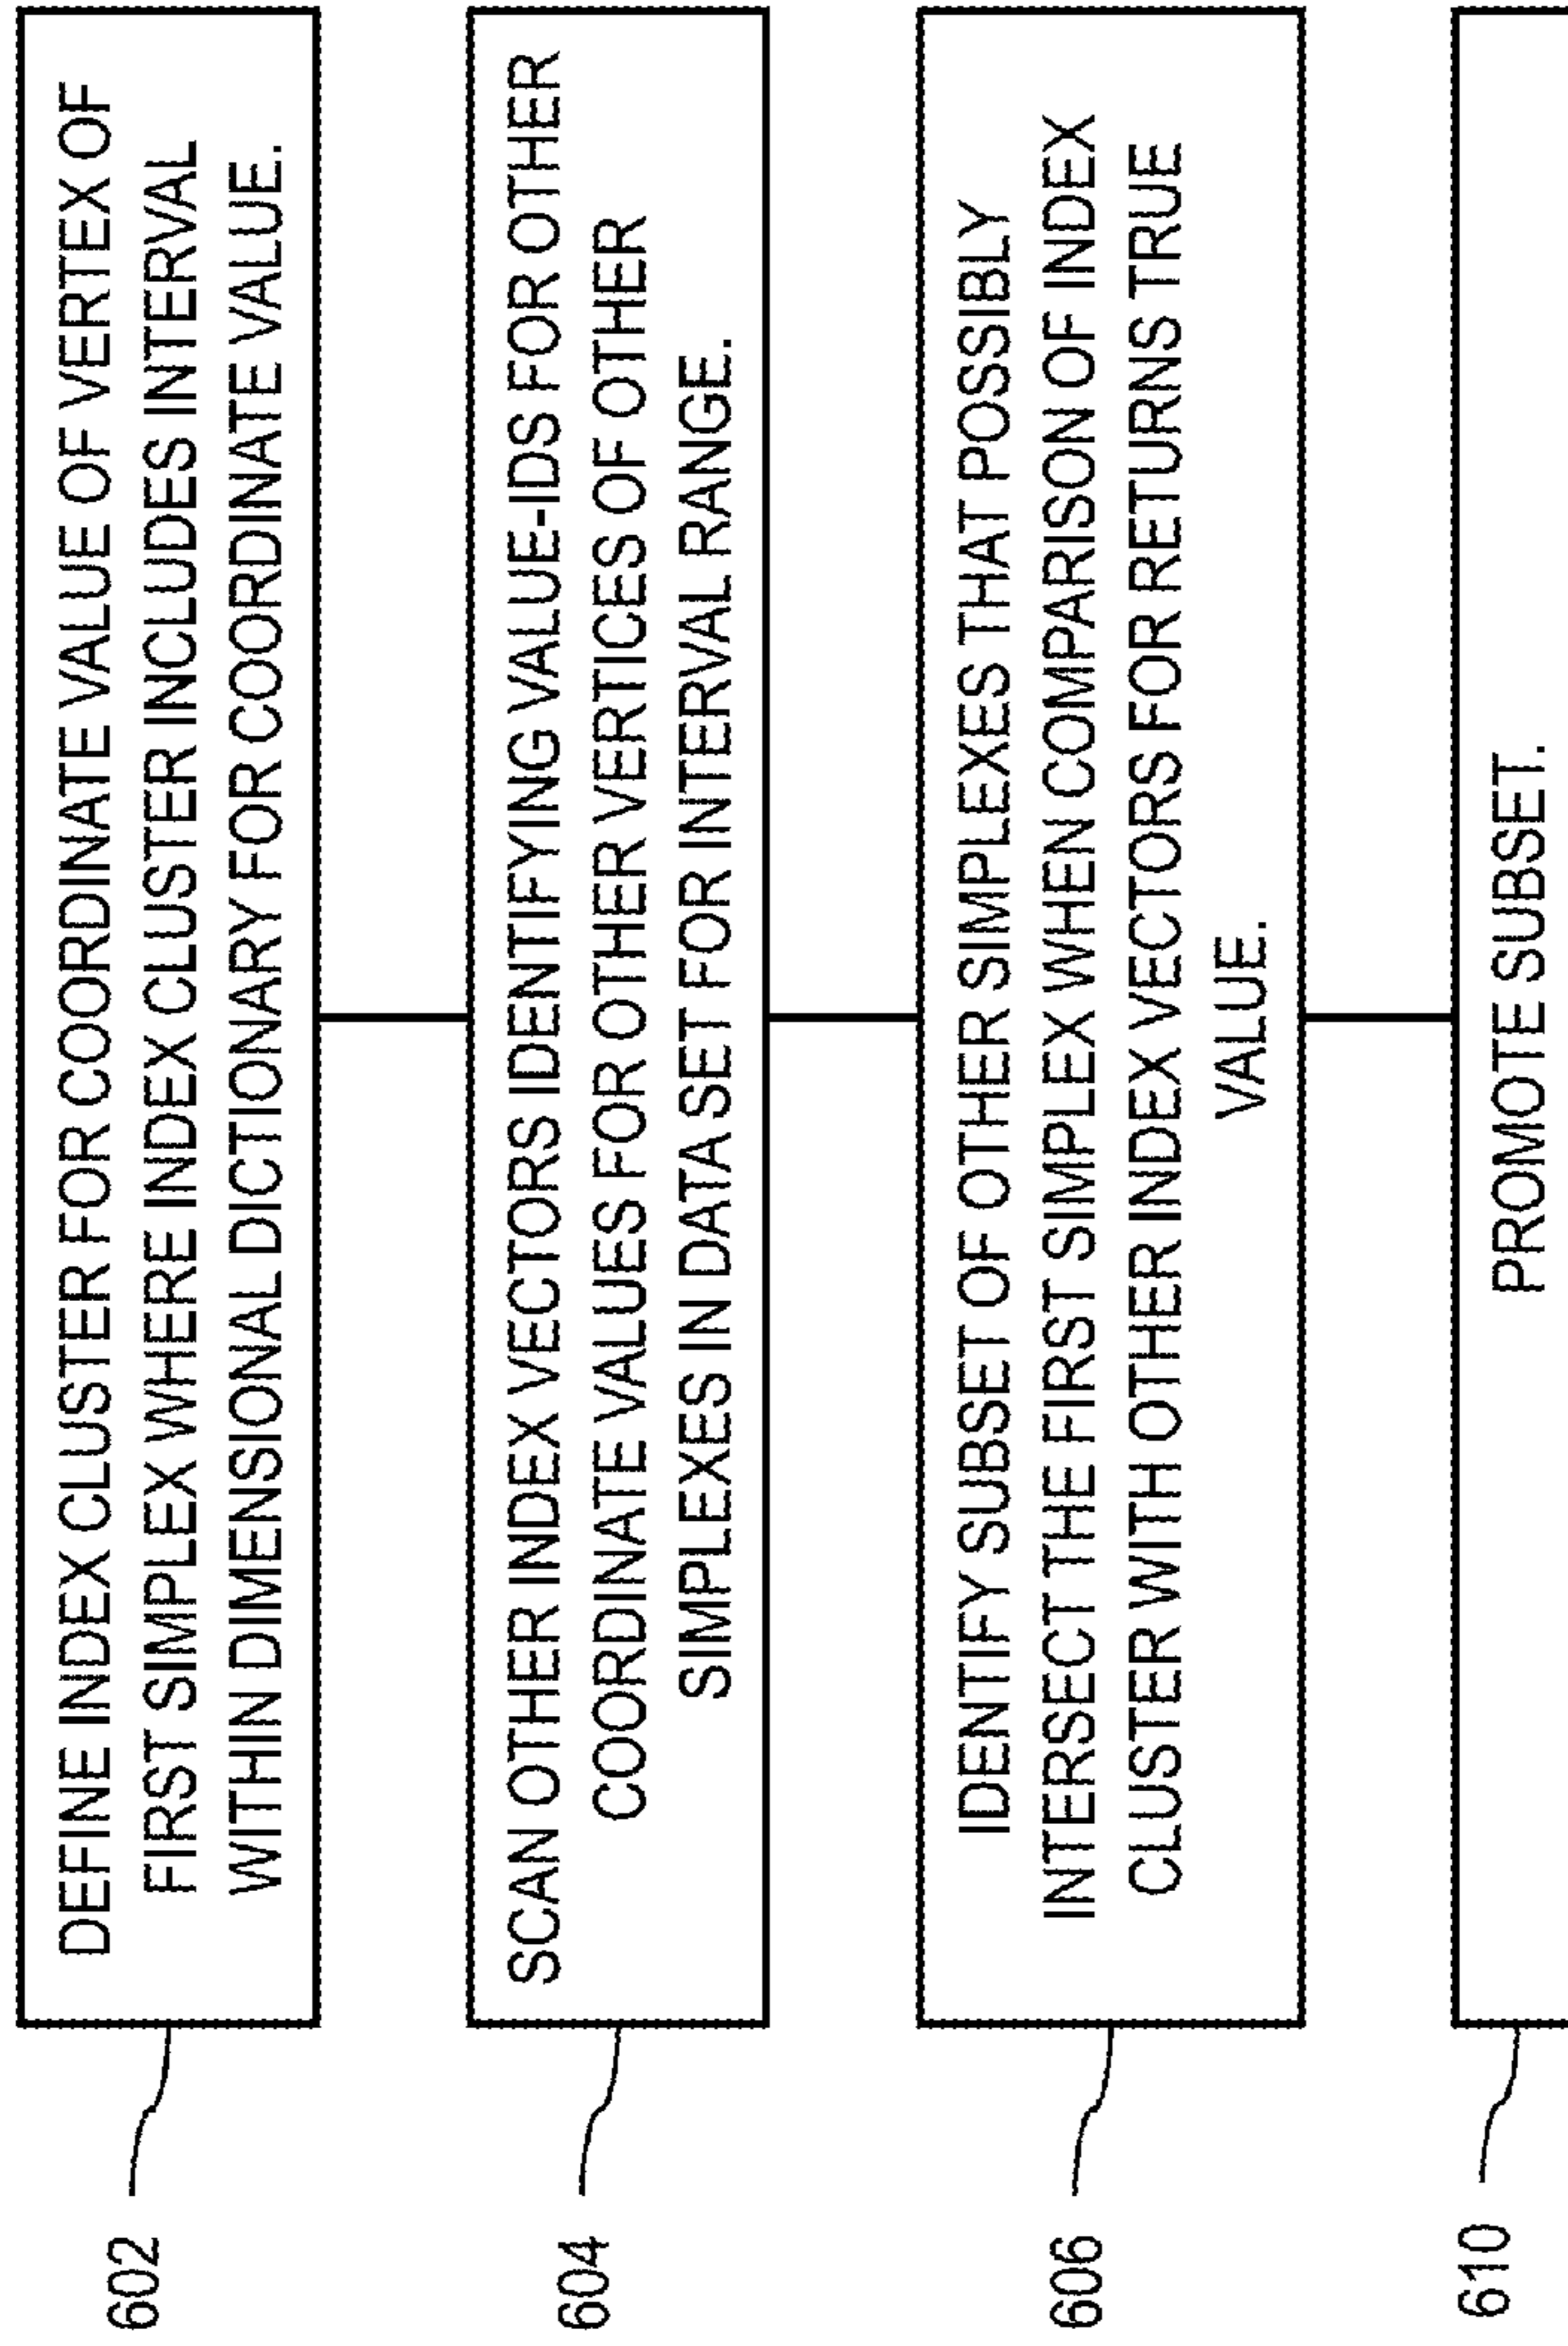 602
DEFINE INDEX CLUSTER FOR COORDINATE VALUE OF VERTEX OF
FIRST SIMPLEX WHERE INDEX CLUSTER INCLUDES INTERVAL
WITHIN DIMENSIONAL DICTIONARY FOR COORDINATE VALUE.
604
SCAN OTHER INDEX VECTORS IDENTIFYING VALUE-IDS FOR OTHER
COORDINATE VALUES FOR OTHER VERTICES OF OTHER
SIMPLEXES IN DATA SET FOR INTERVAL RANGE.
606
IDENTIFY SUBSET OF OTHER SIMPLEXES THAT POSSIBLY
INTERSECT THE FIRST SIMPLEX WHEN COMPARISON OF INDEX
CLUSTER WITH OTHER INDEX VECTORS FOR RETURNS TRUE
VALUE.
610
PROMOTE SUBSET.